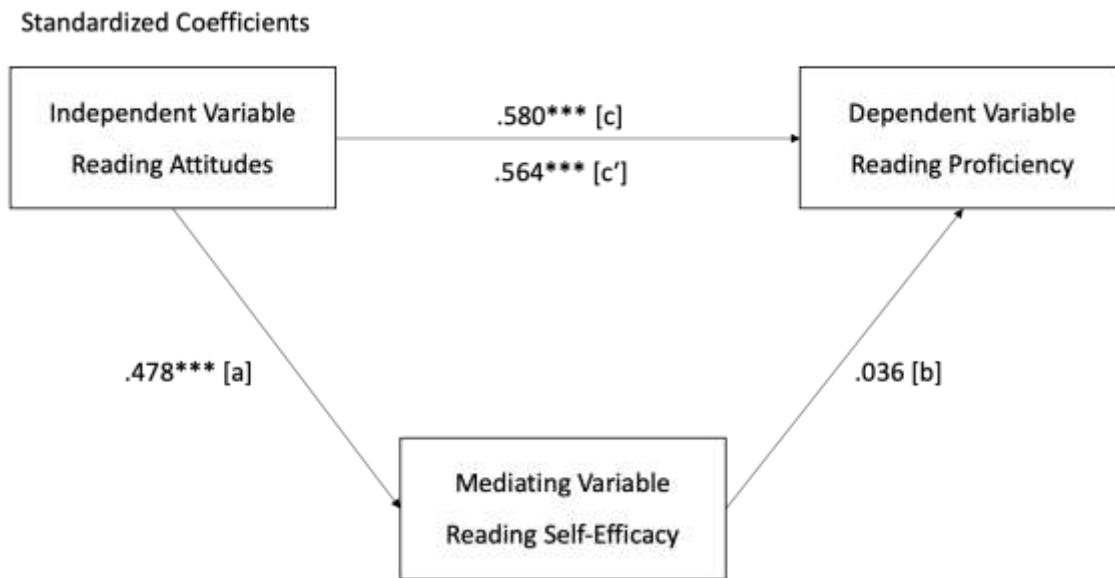 Standardized Coefficients
Independent Variable
Reading Attitudes
.580*** [c]
.564*** [c’]
Dependent Variable
Reading Proficiency
.478*** [a]
.036 [b]
Mediating Variable
Reading Self-Efficacy